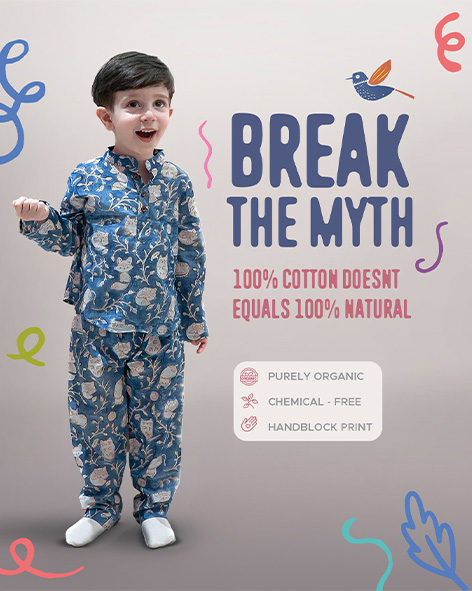 BREAK
THE MYTH
100% COTTON DOESNT
EQUALS 100% NATURAL
PURELY ORGANIC
CHEMICAL - FREE
HANDBLOCK PRINT